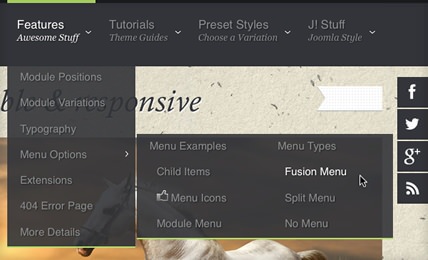 Features
Awesome Stuff
Tutorials
Theme Guides
Preset Styles
Choose a Variation
J! Stuff
Joomla Style
Module Positions
Module Variations
ble & responsive
Typography
Menu Options
Extensions
404 Error Page
More Details
Menu Examples
Child Items
Menu Icons
Module Menu
Menu Types
Fusion Menu
Split Menu
No Menu
f
g+